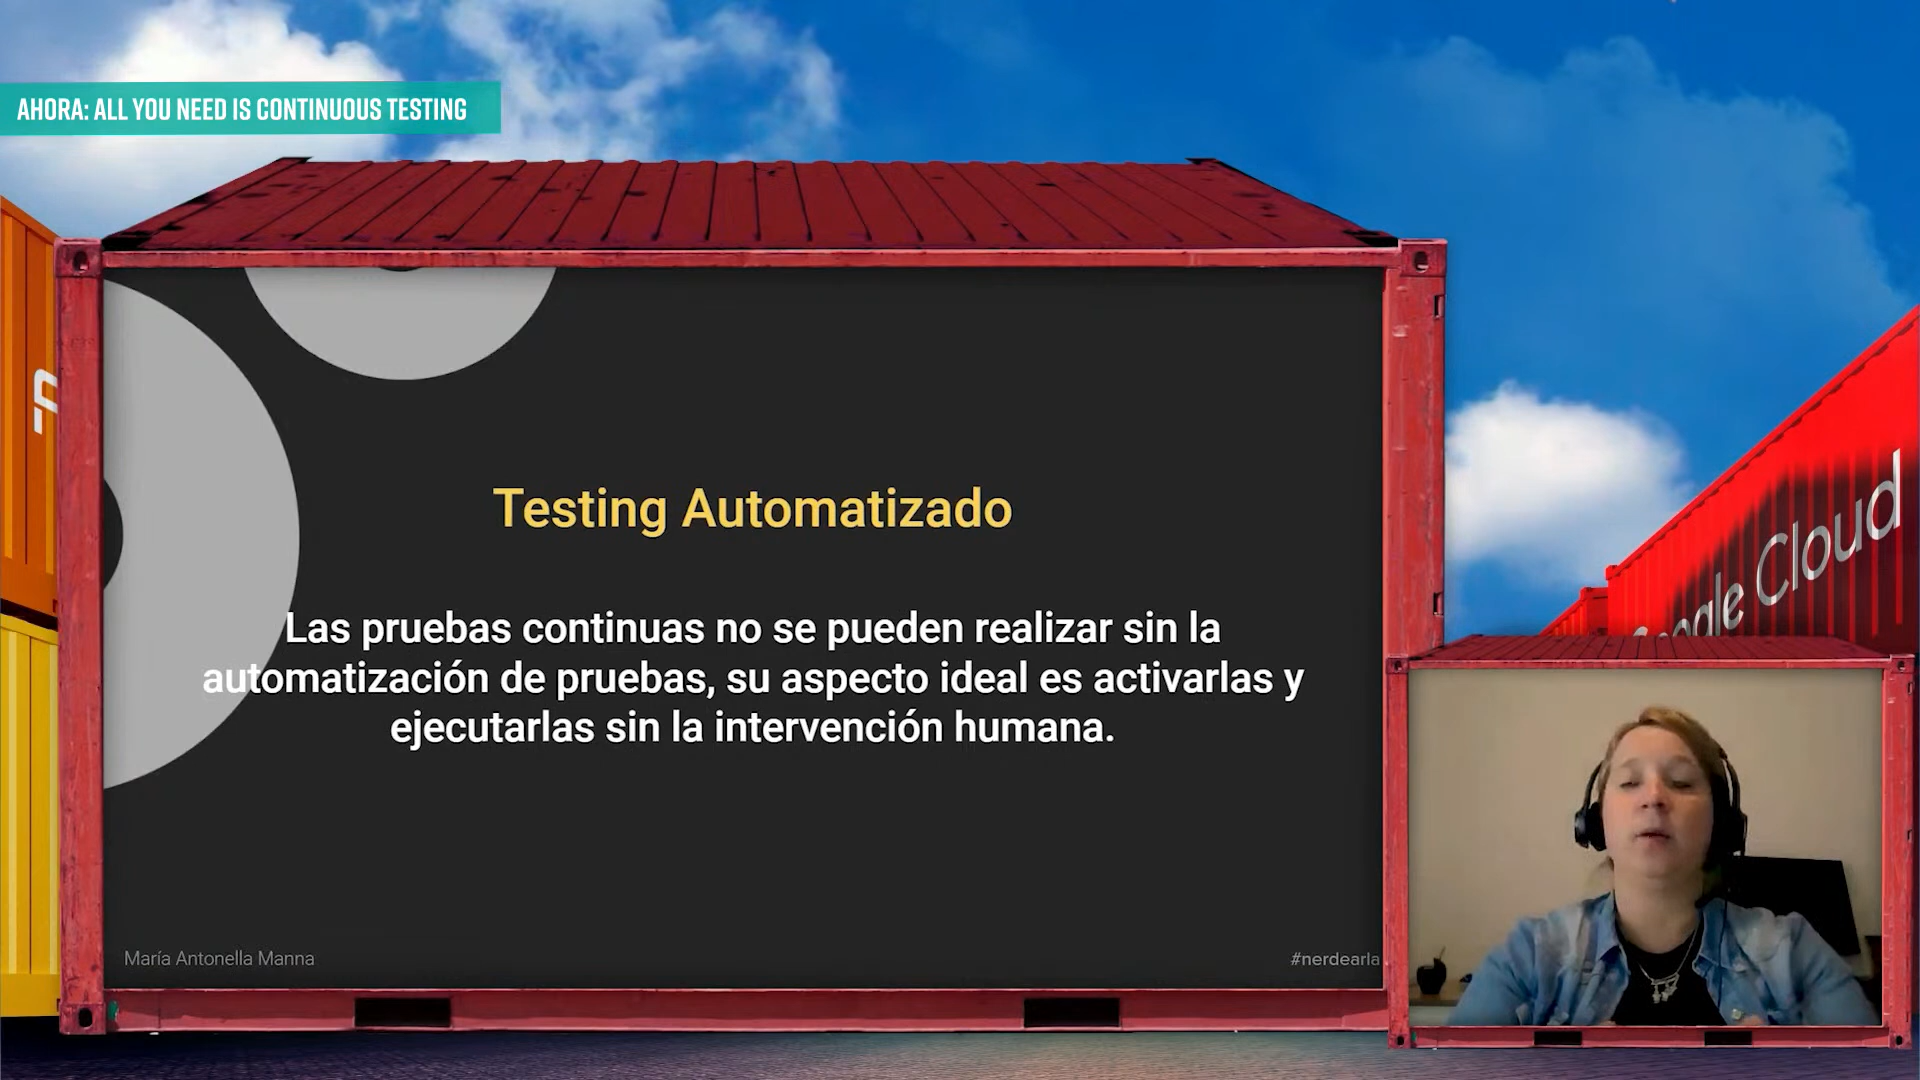 AHORA: ALL YOU NEED IS CONTINUOUS TESTING
Testing Automatizado
Las pruebas continuas no se pueden realizar sin la
automatización de pruebas, su aspecto ideal es activarlas y
ejecutarlas sin la intervención humana.
María Antonella Manna
#nerdearla
Cloud